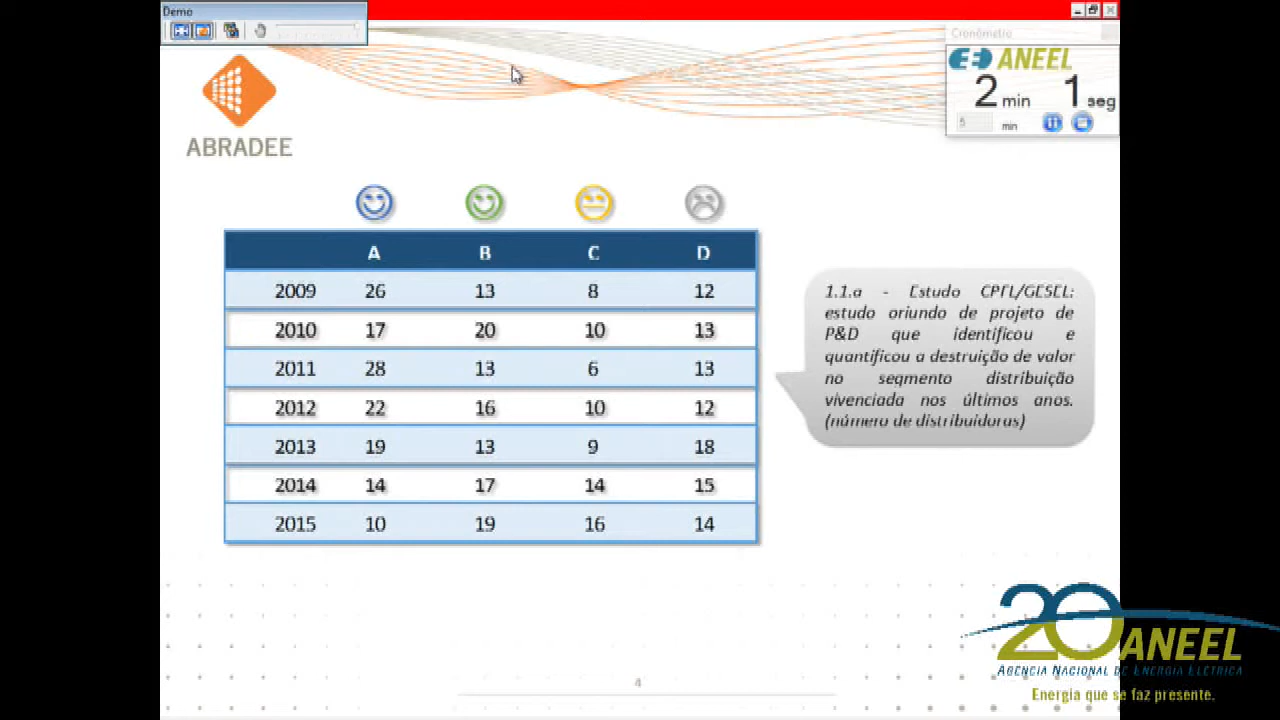 Demo
Cronômetro
ANEEL
2 min 1 seg
5 min
ABRADEE
A B C D
2009 26 13 8 12
2010 17 20 10 13
2011 28 13 6 13
2012 22 16 10 12
2013 19 13 9 18
2014 14 17 14 15
2015 10 19 16 14
1.1.a - Estudo CPFL/GESEL:
estudo oriundo de projeto de
P&D que identificou e
quantificou a destruição de valor
no segmento distribuição
vivenciada nos últimos anos.
(número de distribuidoras)
4
20 ANEEL
AGÊNCIA NACIONAL DE ENERGIA ELÉTRICA
Energia que se faz presente.